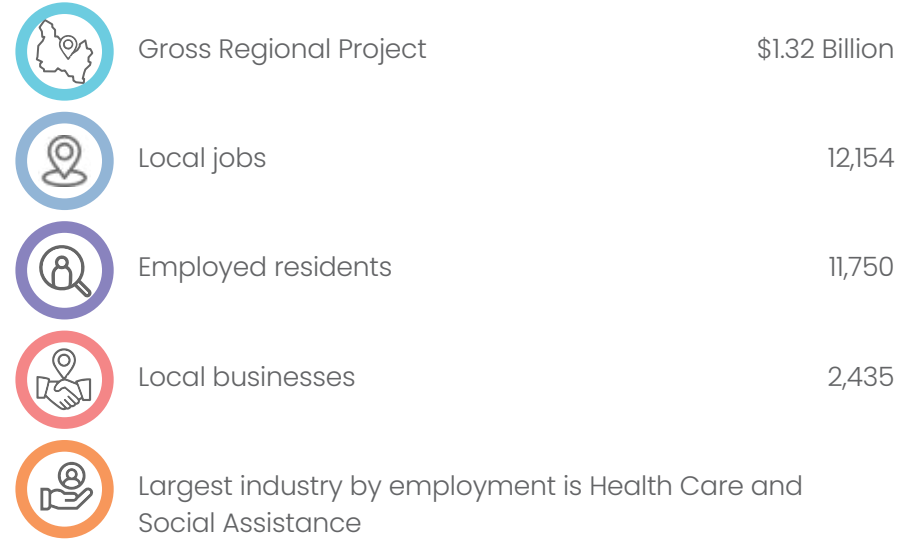 Gross Regional Project $1.32 Billion
Local jobs 12,154
Employed residents 11,750
Local businesses 2,435
Largest industry by employment is Health Care and
Social Assistance